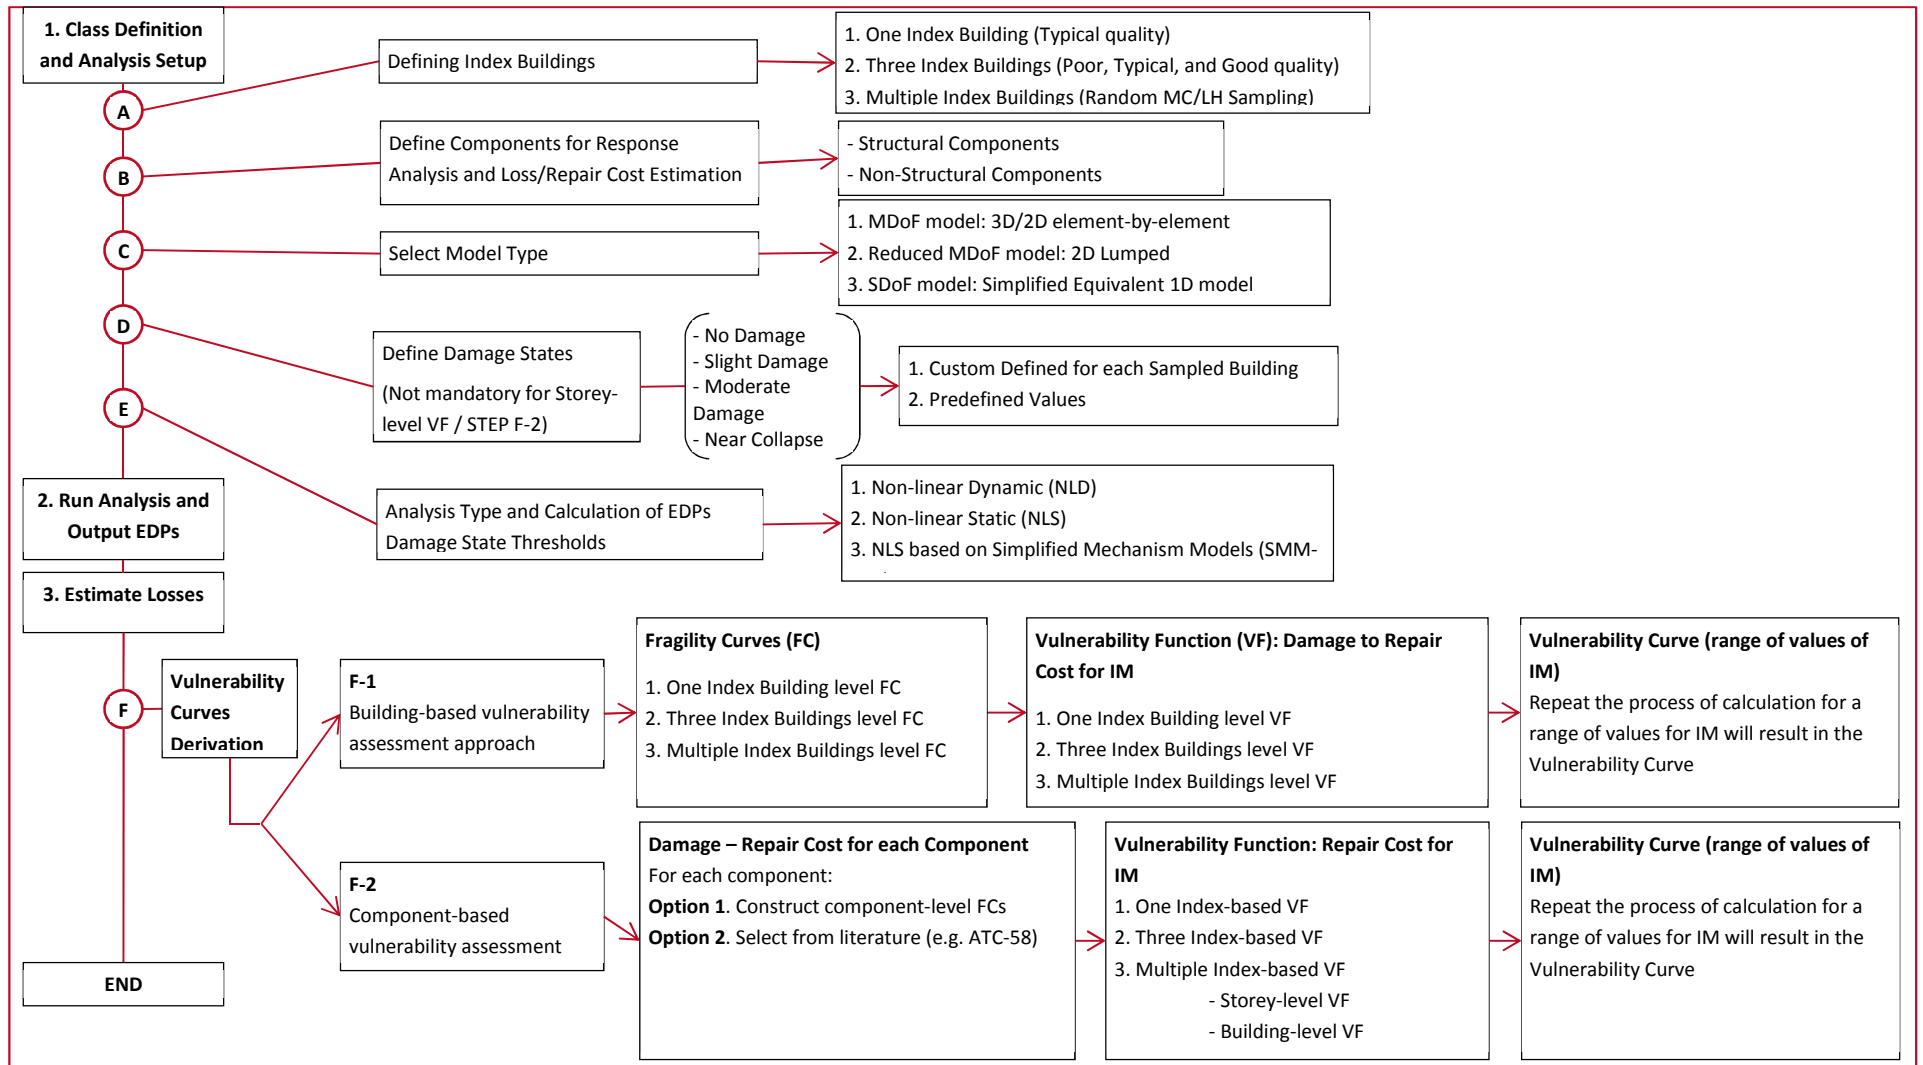 1. Class Definition
and Analysis Setup
A
Defining Index Buildings
1. One Index Building (Typical quality)
2. Three Index Buildings (Poor, Typical, and Good quality)
3. Multiple Index Buildings (Random MC/LH Sampling)
B
Define Components for Response
Analysis and Loss/Repair Cost Estimation
- Structural Components
- Non-Structural Components
C
Select Model Type
1. MDoF model: 3D/2D element-by-element
2. Reduced MDoF model: 2D Lumped
3. SDoF model: Simplified Equivalent 1D model
D
Define Damage States
(Not mandatory for Storey-
level VF / STEP F-2)
- No Damage
- Slight Damage
- Moderate
Damage
- Near Collapse
1. Custom Defined for each Sampled Building
2. Predefined Values
E
Analysis Type and Calculation of EDPs
Damage State Thresholds
1. Non-linear Dynamic (NLD)
2. Non-linear Static (NLS)
3. NLS based on Simplified Mechanism Models (SMM-
2. Run Analysis and
Output EDPs
3. Estimate Losses
F
Vulnerability
Curves
Derivation
F-1
Building-based vulnerability
assessment approach
Fragility Curves (FC)
1. One Index Building level FC
2. Three Index Buildings level FC
3. Multiple Index Buildings level FC
Vulnerability Function (VF): Damage to Repair
Cost for IM
1. One Index Building level VF
2. Three Index Buildings level VF
3. Multiple Index Buildings level VF
Vulnerability Curve (range of values of
IM)
Repeat the process of calculation for a
range of values for IM will result in the
Vulnerability Curve
F-2
Component-based
vulnerability assessment
Damage – Repair Cost for each Component
For each component:
Option 1. Construct component-level FCs
Option 2. Select from literature (e.g. ATC-58)
Vulnerability Function: Repair Cost for
IM
1. One Index-based VF
2. Three Index-based VF
3. Multiple Index-based VF
- Storey-level VF
- Building-level VF
Vulnerability Curve (range of values of
IM)
Repeat the process of calculation for a
range of values for IM will result in the
Vulnerability Curve
END